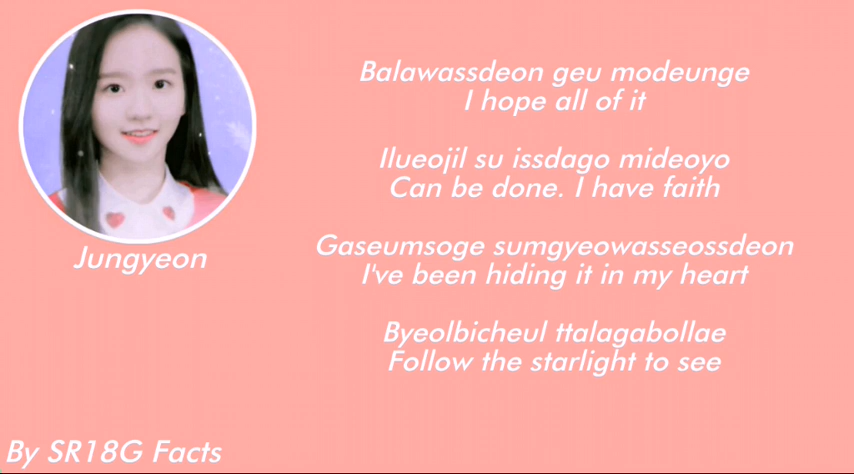 Balawassdeon geu modeunge
I hope all of it
Ilueojil su issdago mideoyo
Can be done. I have faith
Gaseumsoge sumgyeowasseossdeon
I've been hiding it in my heart
Byeolbicheul ttalagabollae
Follow the starlight to see
Jungyeon
By SR18G Facts